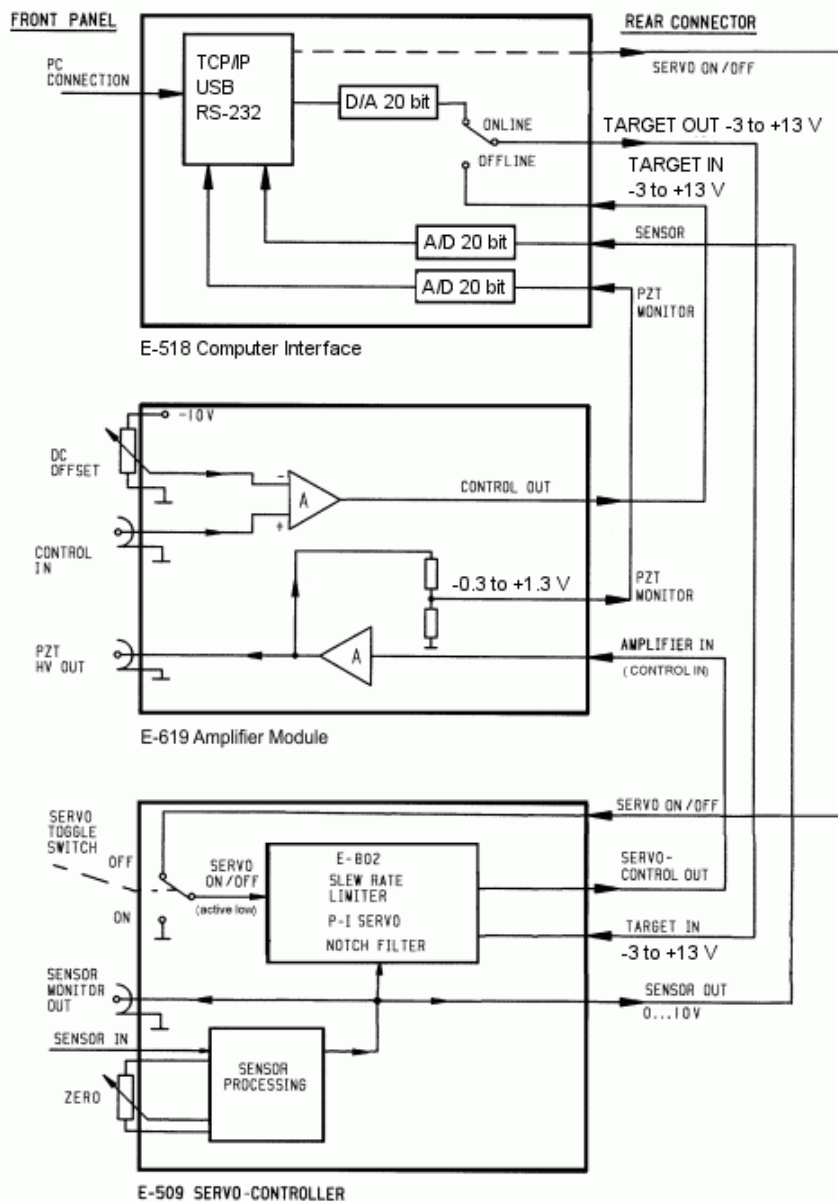 FRONT PANEL
REAR CONNECTOR
PC
CONNECTION
TCP/IP
USB
RS-232
D/A 20 bit
ONLINE
OFFLINE
SERVO ON/OFF
TARGET OUT -3 to +13 V
TARGET IN
-3 to +13 V
A/D 20 bit
SENSOR
A/D 20 bit
PZT
MONITOR
E-518 Computer Interface
-10V
DC
OFFSET
-
A
+
CONTROL OUT
CONTROL
IN
-0.3 to +1.3 V
PZT
MONITOR
PZT
HV OUT
A
AMPLIFIER IN
( CONTROL IN)
E-619 Amplifier Module
SERVO
TOGGLE
SWITCH
OFF
ON
SERVO
ON/OFF
(active low)
E-802
SLEW RATE
LIMITER
P-I SERVO
NOTCH FILTER
SERVO ON/OFF
SERVO-
CONTROL OUT
TARGET IN
-3 to +13 V
SENSOR
MONITOR
OUT
SENSOR OUT
0...10V
SENSOR IN
SENSOR
PROCESSING
ZERO
E-509 SERVO-CONTROLLER